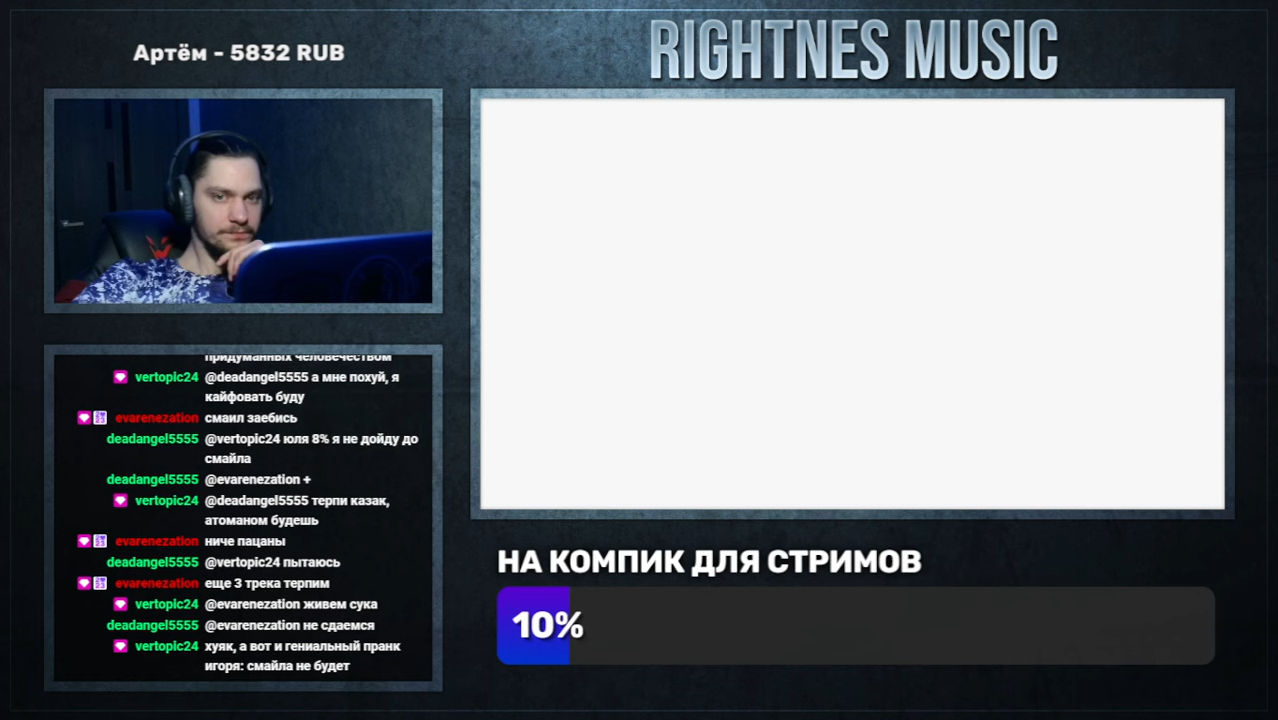 Артём - 5832 RUB
RIGHTNES MUSIC
придуманных человечеством
vertopic24 @deadangel5555 а мне похуй, я
кайфовать буду
evarenezation смаил заебись
deadangel5555 @vertopic24 юля 8% я не дойду до
смайла
deadangel5555 @evarenezation +
vertopic24 @deadangel5555 терпи казак,
атоманом будешь
evarenezation ниче пацаны
deadangel5555 @vertopic24 пытаюсь
evarenezation еще 3 трека терпим
vertopic24 @evarenezation живем сука
deadangel5555 @evarenezation не сдаемся
vertopic24 хуяк, а вот и гениальный пранк
игоря: смайла не будет
НА КОМПИК ДЛЯ СТРИМОВ
10%